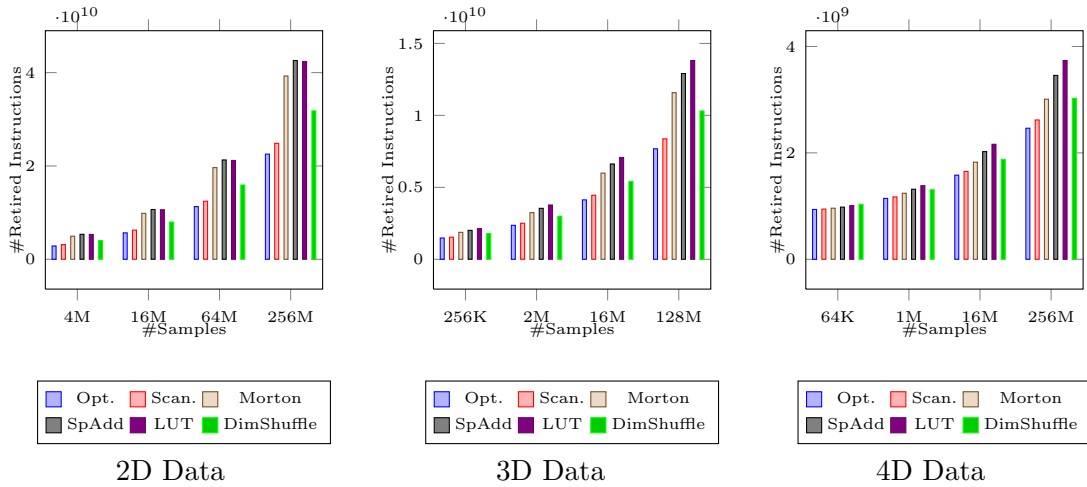 ·10^10
#Retired Instructions
4
2
0
4M 16M 64M 256M
#Samples
Opt. Scan. Morton
SpAdd LUT DimShuffle
2D Data
·10^10
#Retired Instructions
1.5
1
0.5
0
256K 2M 16M 128M
#Samples
Opt. Scan. Morton
SpAdd LUT DimShuffle
3D Data
·10^9
#Retired Instructions
4
2
0
64K 1M 16M 256M
#Samples
Opt. Scan. Morton
SpAdd LUT DimShuffle
4D Data